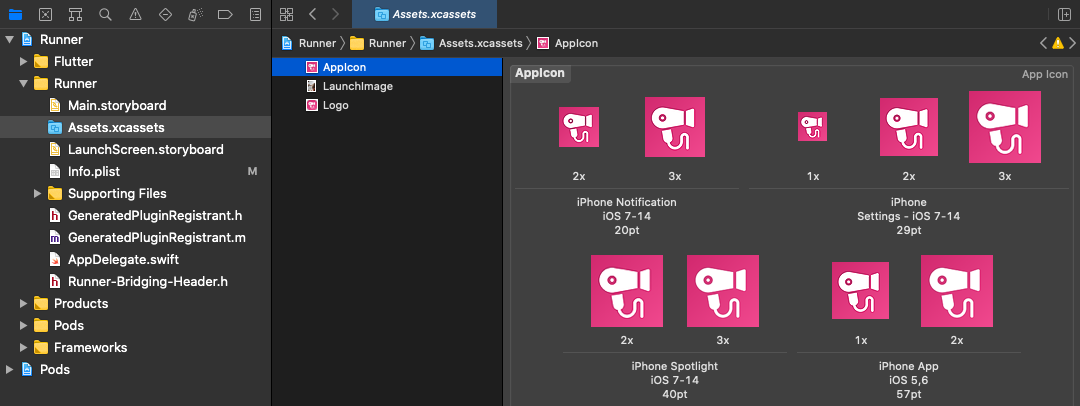 Assets.xcassets
Runner
Runner
Runner
Assets.xcassets
AppIcon
Flutter
Runner
Main.storyboard
Assets.xcassets
LaunchScreen.storyboard
Info.plist
M
Supporting Files
GeneratedPluginRegistrant.h
GeneratedPluginRegistrant.m
AppDelegate.swift
Runner-Bridging-Header.h
Products
Pods
Frameworks
Pods
AppIcon
LaunchImage
Logo
AppIcon
App Icon
2x
3x
iPhone Notification
iOS 7-14
20pt
1x
2x
3x
iPhone
Settings - iOS 7-14
29pt
2x
3x
iPhone Spotlight
iOS 7-14
40pt
1x
2x
iPhone App
iOS 5,6
57pt